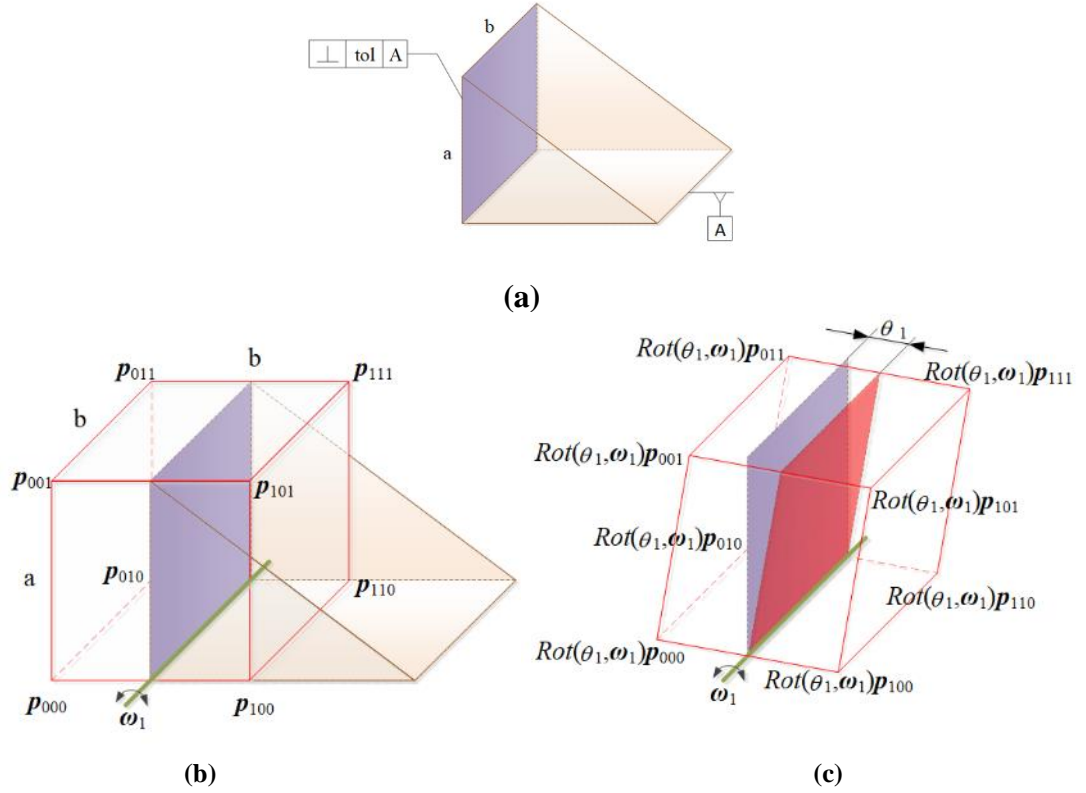 b
⊥ tol A
a
A
(a)
b
p011 p111
b
p001 p101
a
p010 p110
p000 ω1 p100
(b)
θ 1
Rot(θ1,ω1)p011
Rot(θ1,ω1)p111
Rot(θ1,ω1)p001
Rot(θ1,ω1)p101
Rot(θ1,ω1)p010
Rot(θ1,ω1)p110
Rot(θ1,ω1)p000
Rot(θ1,ω1)p100
ω1
(c)